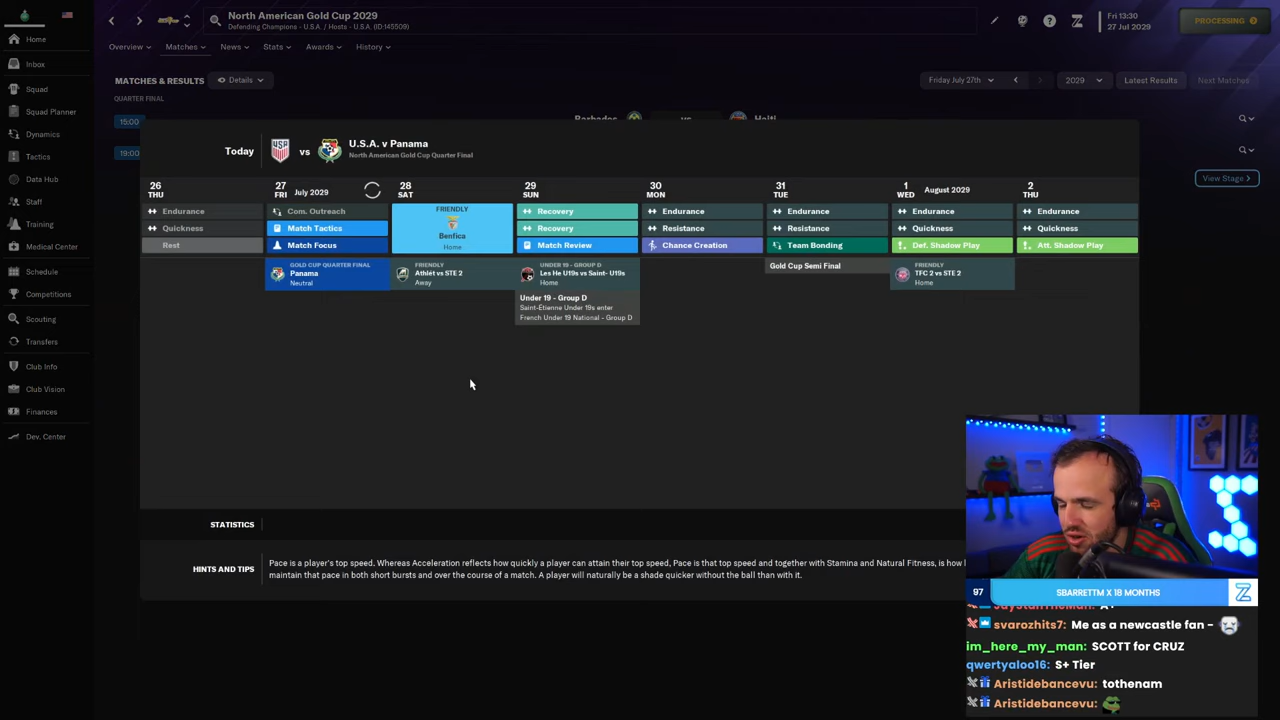 North American Gold Cup 2029
Defending Champions - U.S.A. / Hosts - U.S.A. (ID:145509)
Fri 13:30
27 Jul 2029
PROCESSING
Home
Overview
Matches
News
Stats
Awards
History
Inbox
MATCHES & RESULTS
Details
Friday July 27th
2029
Latest Results
Next Matches
Squad
QUARTER FINAL
Squad Planner
15:00
Barbados
vs
Haiti
Dynamics
Tactics
19:00
Today
vs
U.S.A. v Panama
North American Gold Cup Quarter Final
Data Hub
View Stage
Staff
26
THU
27
FRI
July 2029
28
SAT
29
SUN
30
MON
31
TUE
1
WED
August 2029
2
THU
Training
Endurance
Com. Outreach
FRIENDLY
Recovery
Endurance
Endurance
Endurance
Endurance
Quickness
Match Tactics
Benfica
Recovery
Resistance
Resistance
Quickness
Quickness
Medical Center
Rest
Match Focus
Home
Match Review
Chance Creation
Team Bonding
Def. Shadow Play
Att. Shadow Play
Schedule
GOLD CUP QUARTER FINAL
Panama
Neutral
FRIENDLY
Athlét vs STE 2
Away
UNDER 19 - GROUP D
Les He U19s vs Saint- U19s
Home
Gold Cup Semi Final
FRIENDLY
TFC 2 vs STE 2
Home
Competitions
Under 19 - Group D
Saint-Étienne Under 19s enter
French Under 19 National - Group D
Scouting
Transfers
Club Info
Club Vision
Finances
Dev. Center
STATISTICS
HINTS AND TIPS
Pace is a player's top speed. Whereas Acceleration reflects how quickly a player can attain their top speed, Pace is that top speed and together with Stamina and Natural Fitness, is how
maintain that pace in both short bursts and over the course of a match. A player will naturally be a shade quicker without the ball than with it.
97
SBARRETTM X 18 MONTHS
svarozhits7: Me as a newcastle fan -
im_here_my_man: SCOTT for CRUZ
qwertyaloo16: S+ Tier
Aristidebancevu: tothenam
Aristidebancevu: